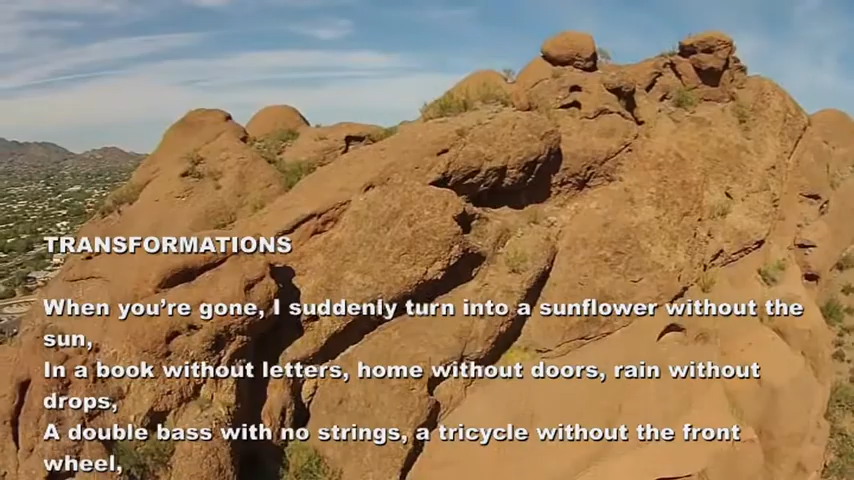 TRANSFORMATIONS
When you're gone, I suddenly turn into a sunflower without the
sun,
In a book without letters, home without doors, rain without
drops,
A double bass with no strings, a tricycle without the front
wheel,